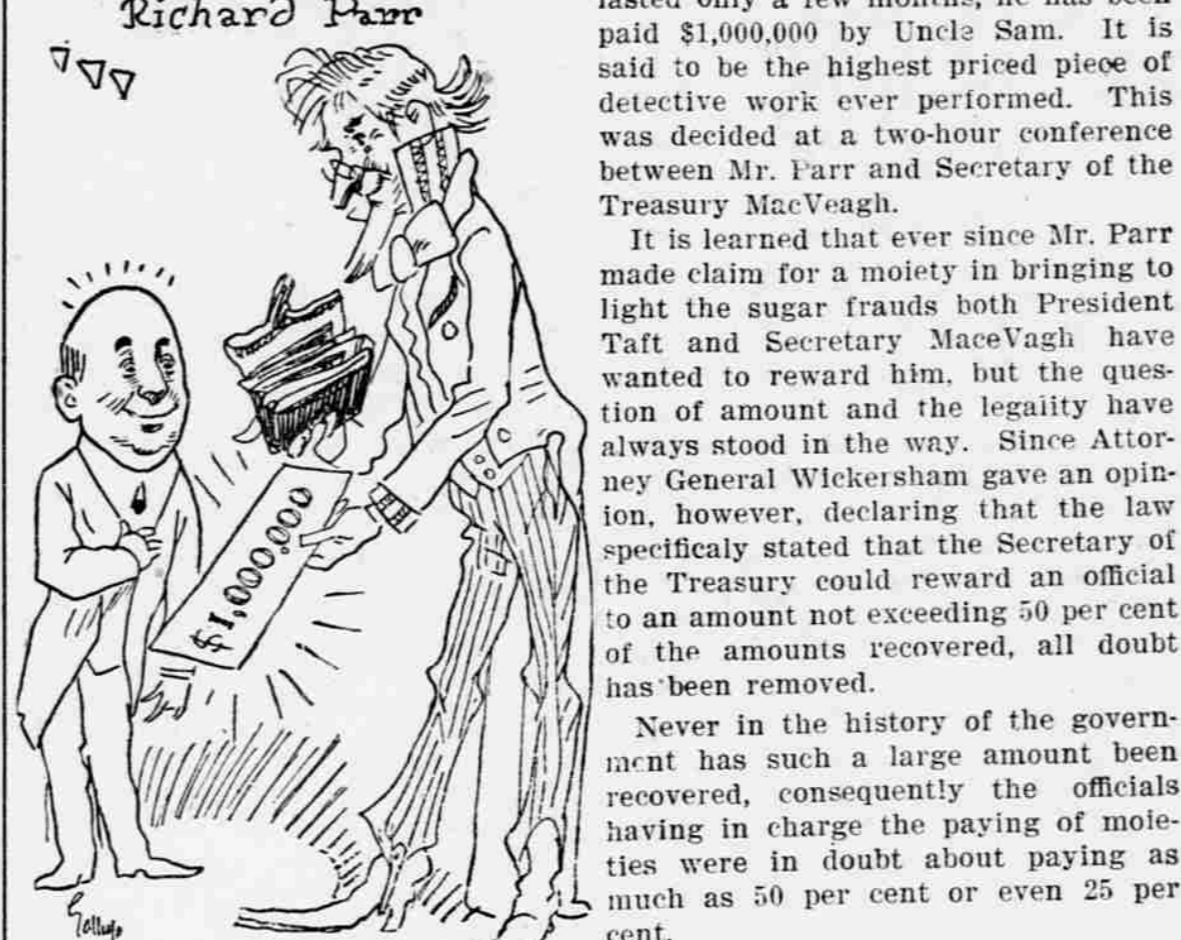 Richard Parr
$1,000,000
paid $1,000,000 by Uncle Sam. It is
said to be the highest priced piece of
detective work ever performed. This
was decided at a two-hour conference
between Mr. Parr and Secretary of the
Treasury MacVeagh.
It is learned that ever since Mr. Parr
made claim for a moiety in bringing to
light the sugar frauds both President
Taft and Secretary MaceVagh have
wanted to reward him, but the ques-
tion of amount and the legality have
always stood in the way. Since Attor-
ney General Wickersham gave an opin-
ion, however, declaring that the law
specificaly stated that the Secretary of
the Treasury could reward an official
to an amount not exceeding 50 per cent
of the amounts recovered, all doubt
has been removed.
Never in the history of the govern-
ment has such a large amount been
recovered, consequently the officials
having in charge the paying of moie-
ties were in doubt about paying as
much as 50 per cent or even 25 per
cent.